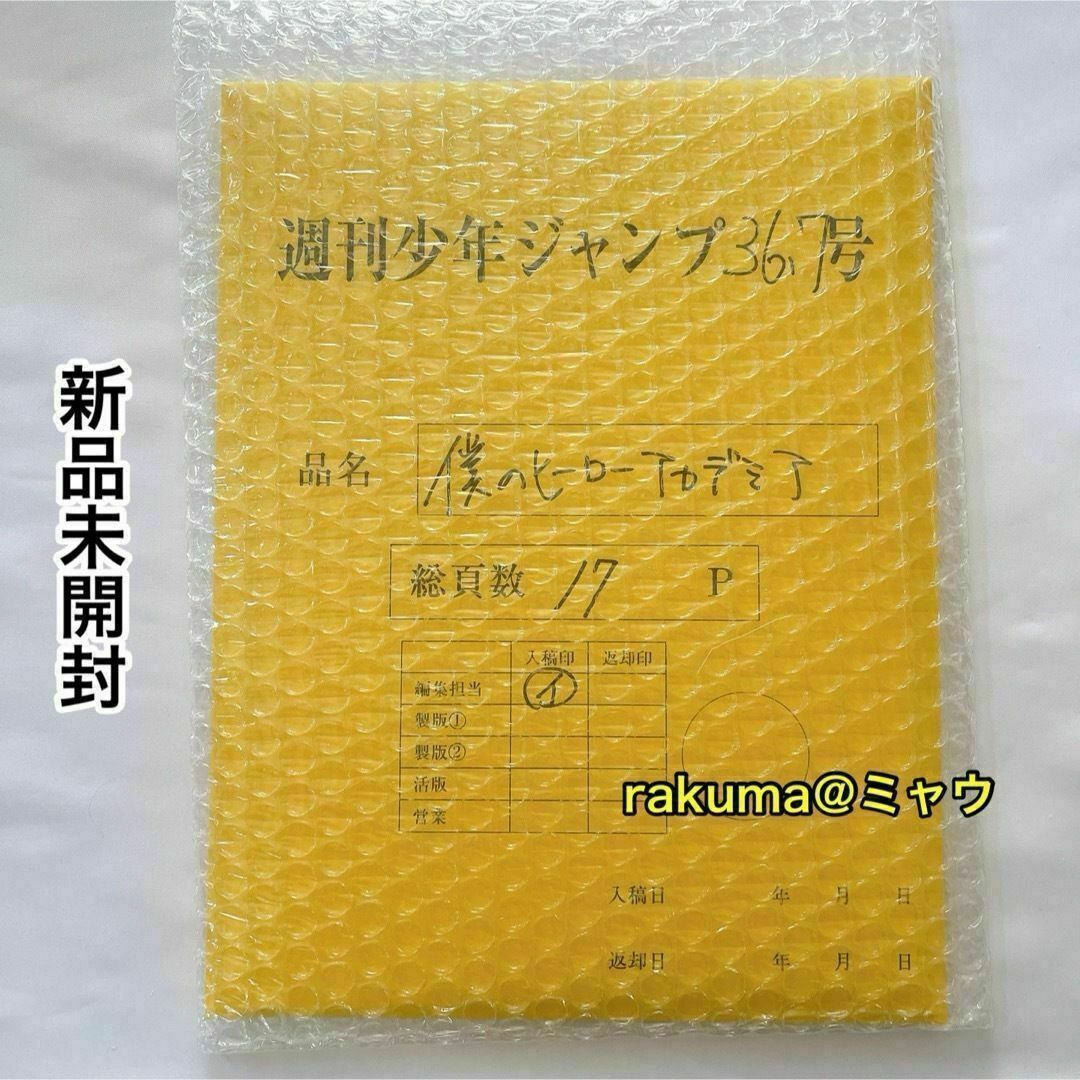 新品未開封
週刊少年ジャンプ36,7号
品名 僕のヒーローアカデミア
総頁数 17 P
入稿印 返却印
編集担当 イ
製版①
製版②
活版
営業
rakuma@ミャウ
入稿日 年 月 日
返却日 年 月 日